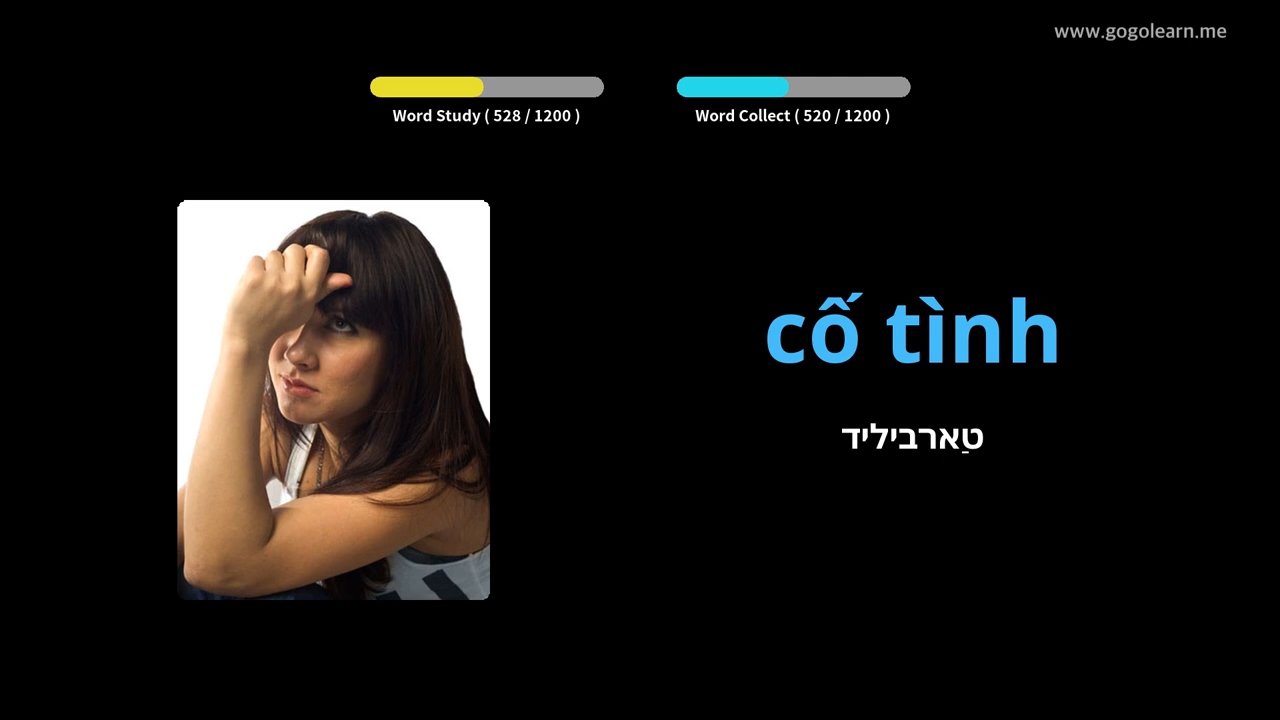 www.gogolearn.me
Word Study ( 528 / 1200 )
Word Collect ( 520 / 1200 )
cố tình
טַארביליד